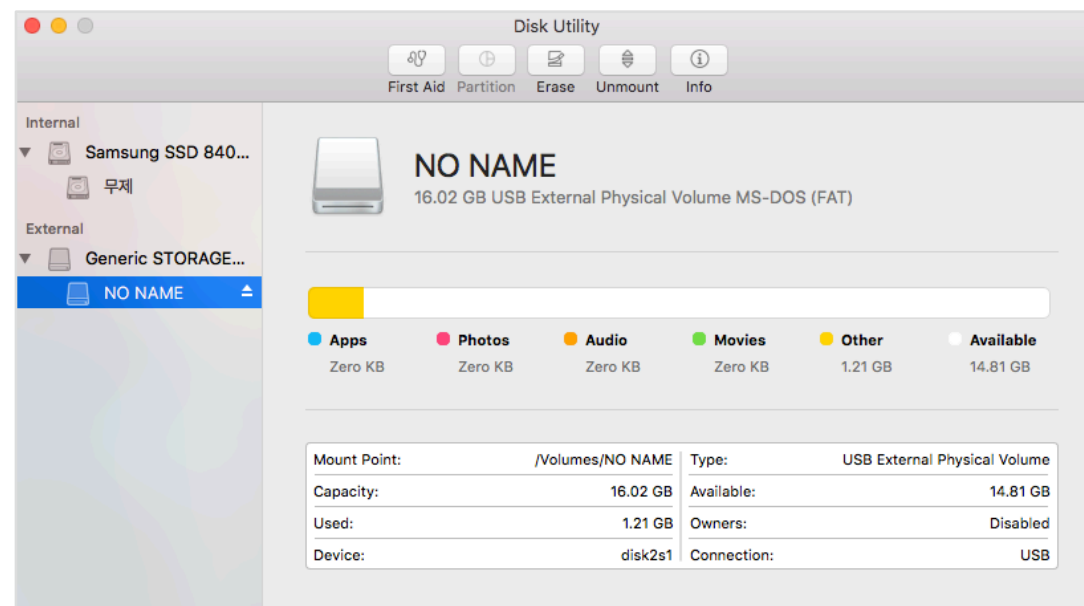 Disk Utility
First Aid Partition Erase Unmount Info
Internal
Samsung SSD 840...
무제
External
Generic STORAGE...
NO NAME
NO NAME
16.02 GB USB External Physical Volume MS-DOS (FAT)
Apps Photos Audio Movies Other Available
Zero KB Zero KB Zero KB Zero KB 1.21 GB 14.81 GB
Mount Point: /Volumes/NO NAME Type: USB External Physical Volume
Capacity: 16.02 GB Available: 14.81 GB
Used: 1.21 GB Owners: Disabled
Device: disk2s1 Connection: USB